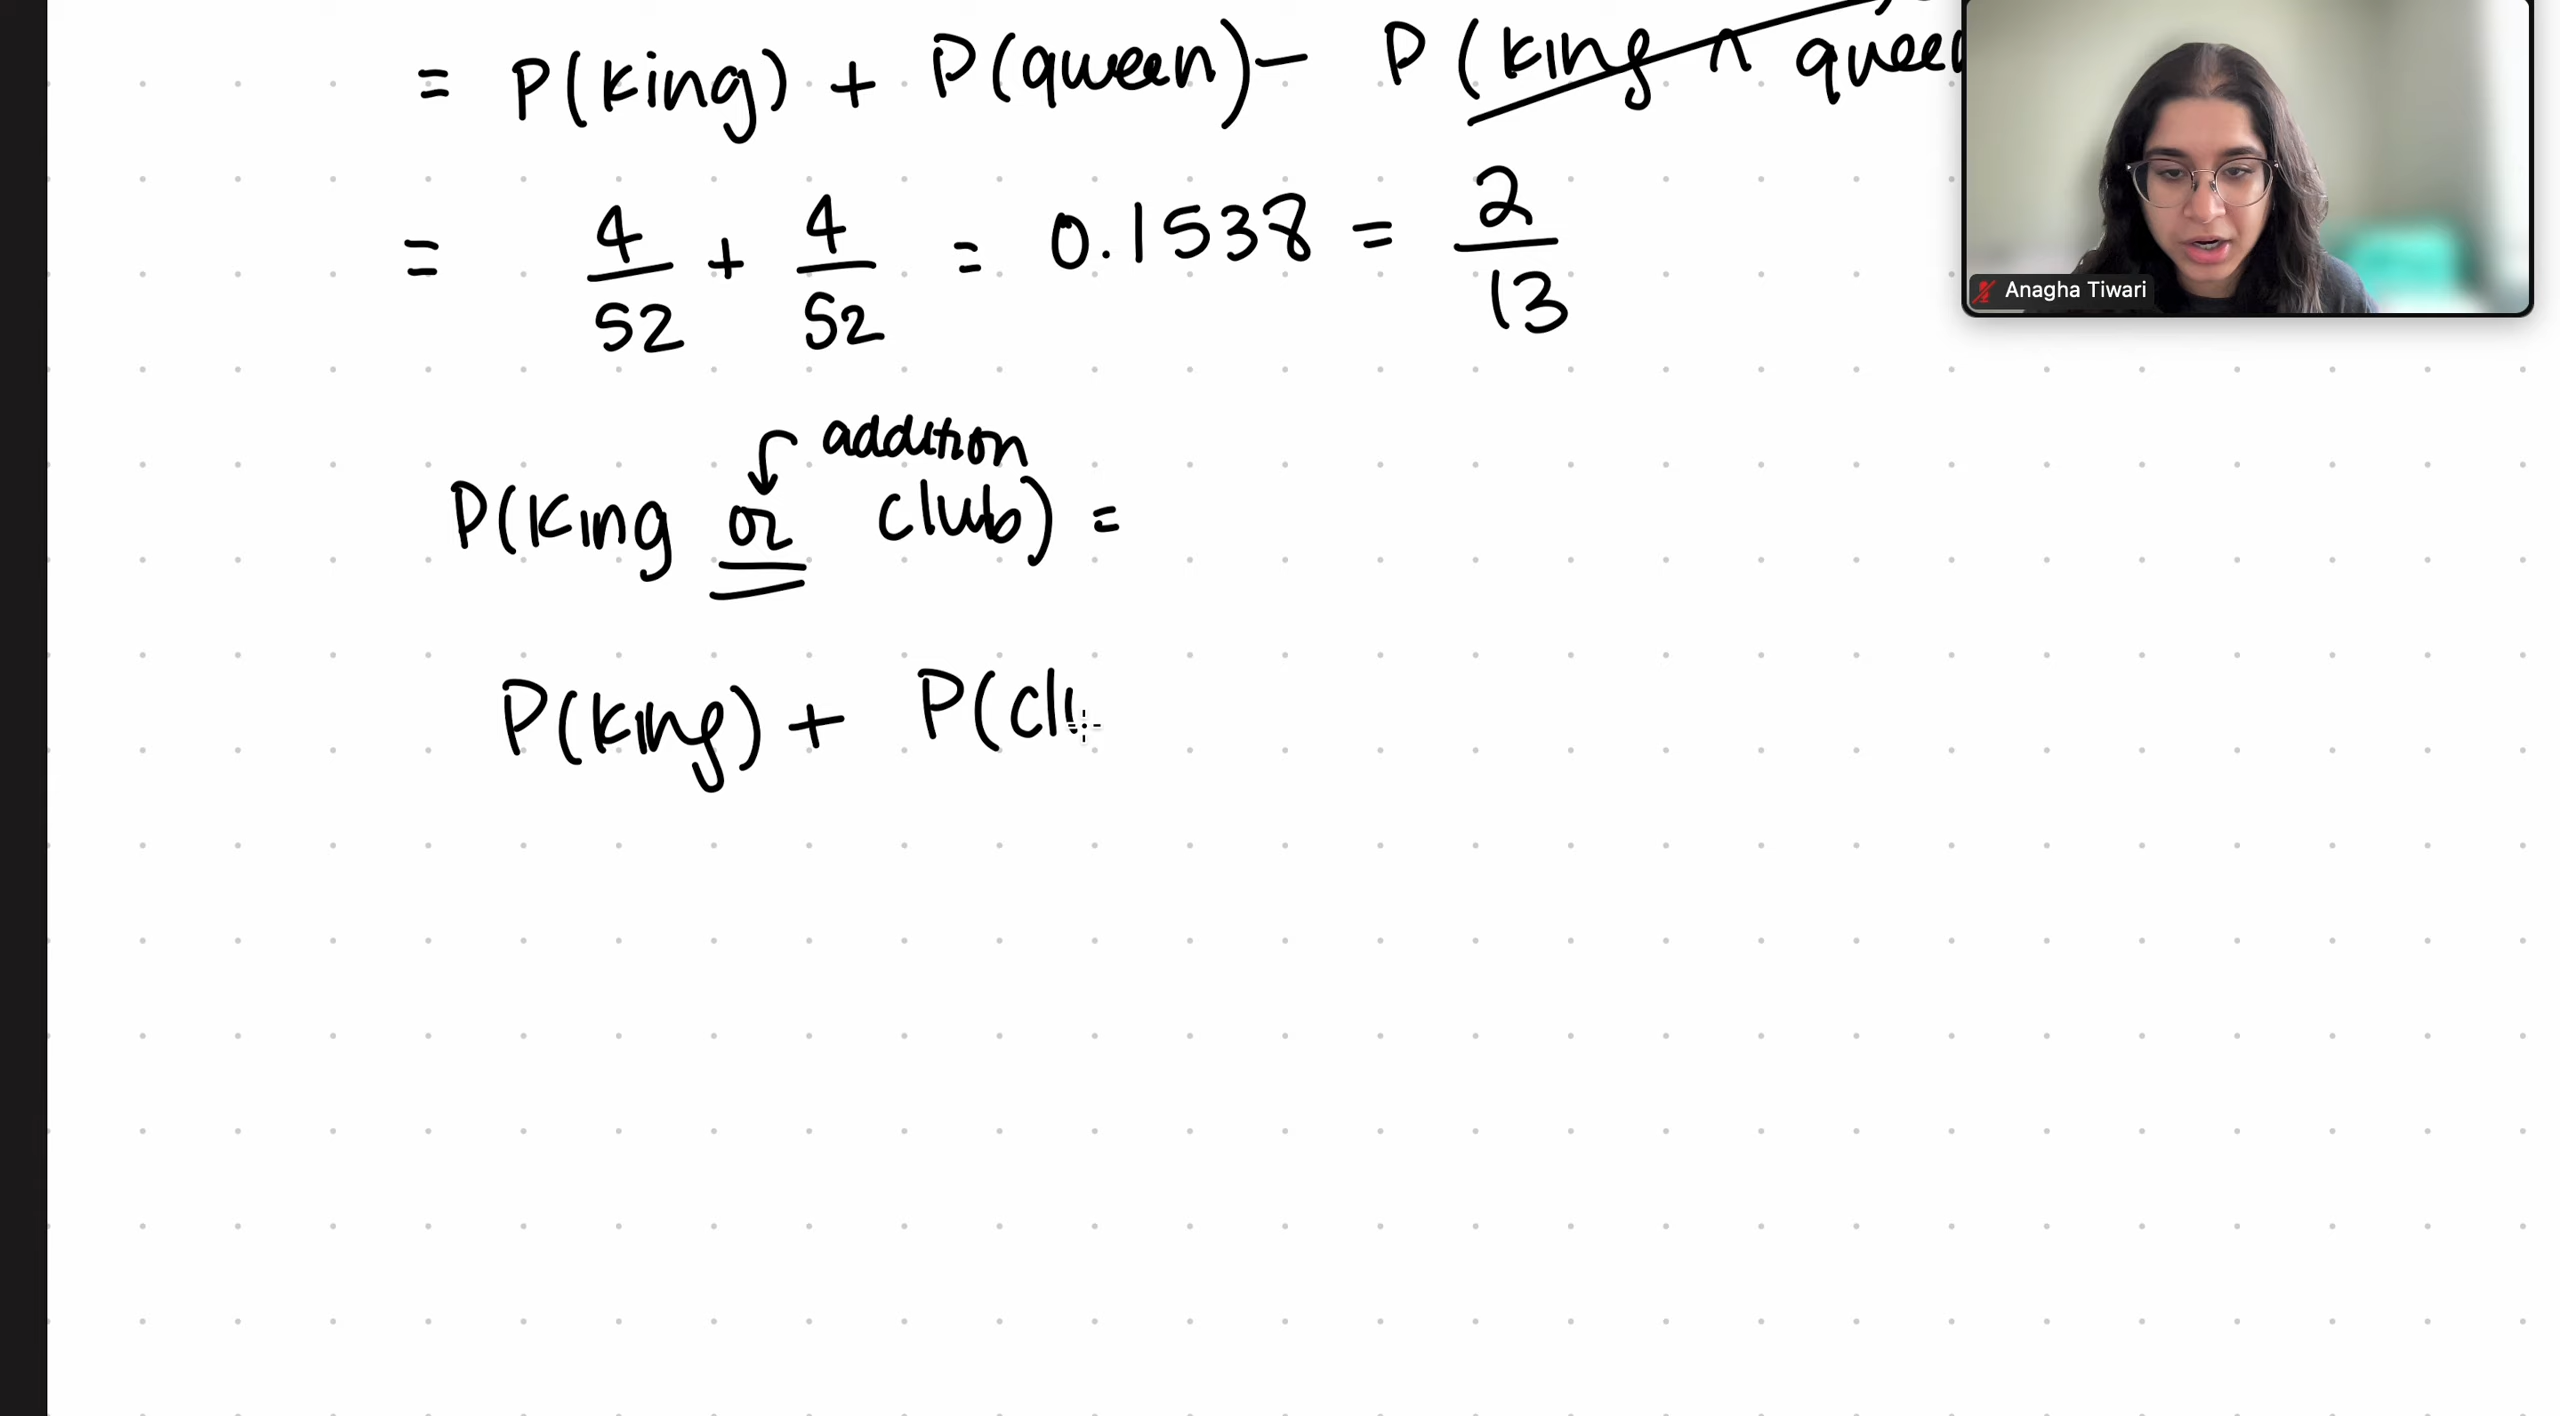 = P(King) + P(queen) - P(king ∩ queen
= 4/52 + 4/52 = 0.1538 = 2/13
Anagha Tiwari
addition
P(King or club) =
P(King) + P(clu